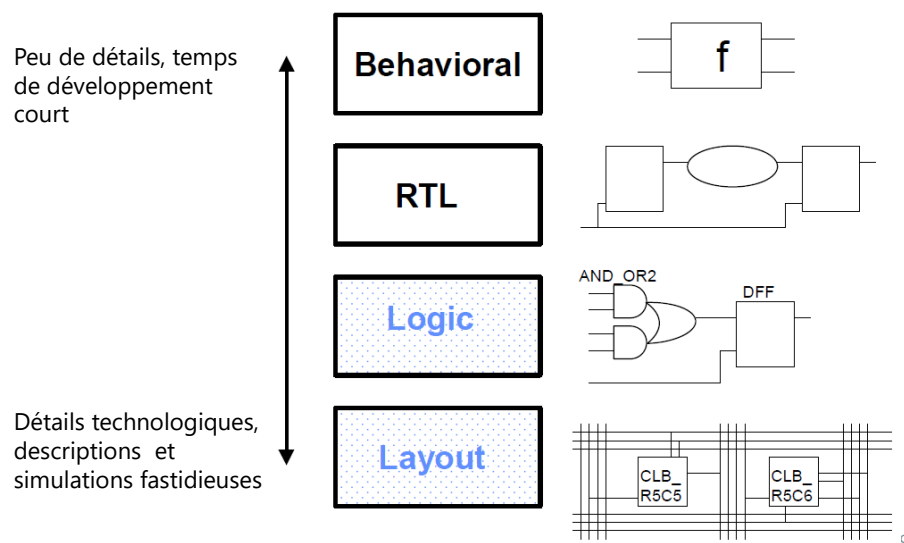 Peu de détails, temps
de développement
court
Behavioral
f
RTL
Logic
AND_OR2
DFF
Détails technologiques,
descriptions et
simulations fastidieuses
Layout
CLB_
R5C5
CLB_
R5C6